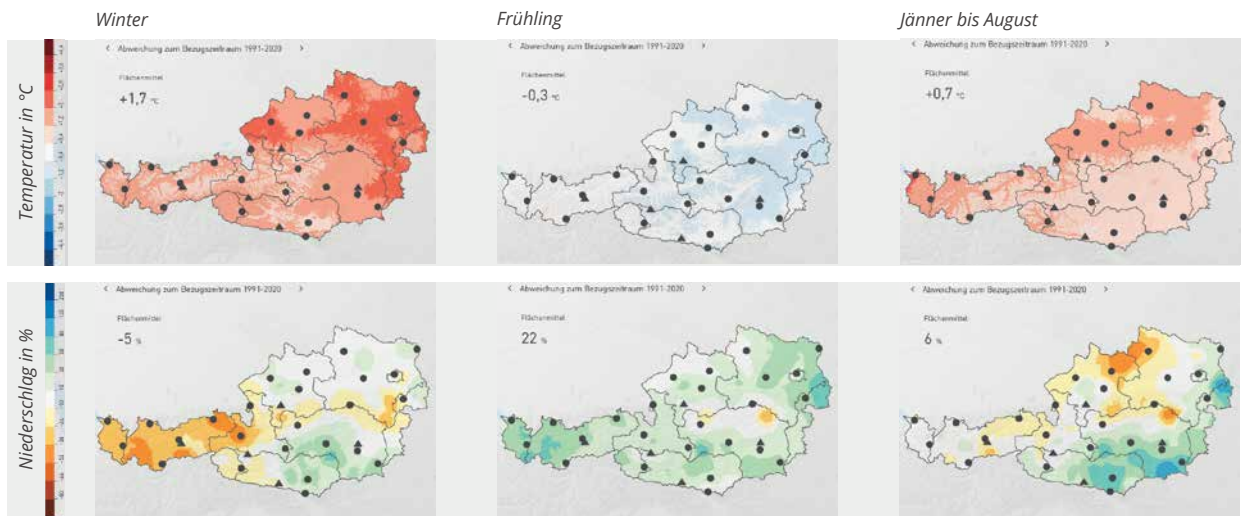 Winter
Frühling
Jänner bis August
Temperatur in °C
‹ Abweichung zum Bezugszeitraum 1991-2020 ›
Flächenmittel
+1,7 °C
‹ Abweichung zum Bezugszeitraum 1991-2020 ›
Flächenmittel
-0,3 °C
‹ Abweichung zum Bezugszeitraum 1991-2020 ›
Flächenmittel
+0,7 °C
Niederschlag in %
‹ Abweichung zum Bezugszeitraum 1991-2020 ›
Flächenmittel
-5 %
‹ Abweichung zum Bezugszeitraum 1991-2020 ›
Flächenmittel
22 %
‹ Abweichung zum Bezugszeitraum 1991-2020 ›
Flächenmittel
6 %